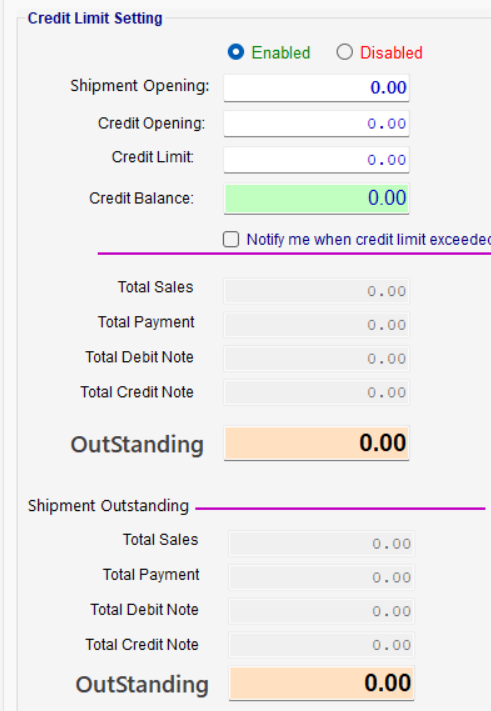 Credit Limit Setting
Enabled Disabled
Shipment Opening: 0.00
Credit Opening: 0.00
Credit Limit: 0.00
Credit Balance: 0.00
Notify me when credit limit exceeded
Total Sales 0.00
Total Payment 0.00
Total Debit Note 0.00
Total Credit Note 0.00
OutStanding 0.00
Shipment Outstanding
Total Sales 0.00
Total Payment 0.00
Total Debit Note 0.00
Total Credit Note 0.00
OutStanding 0.00